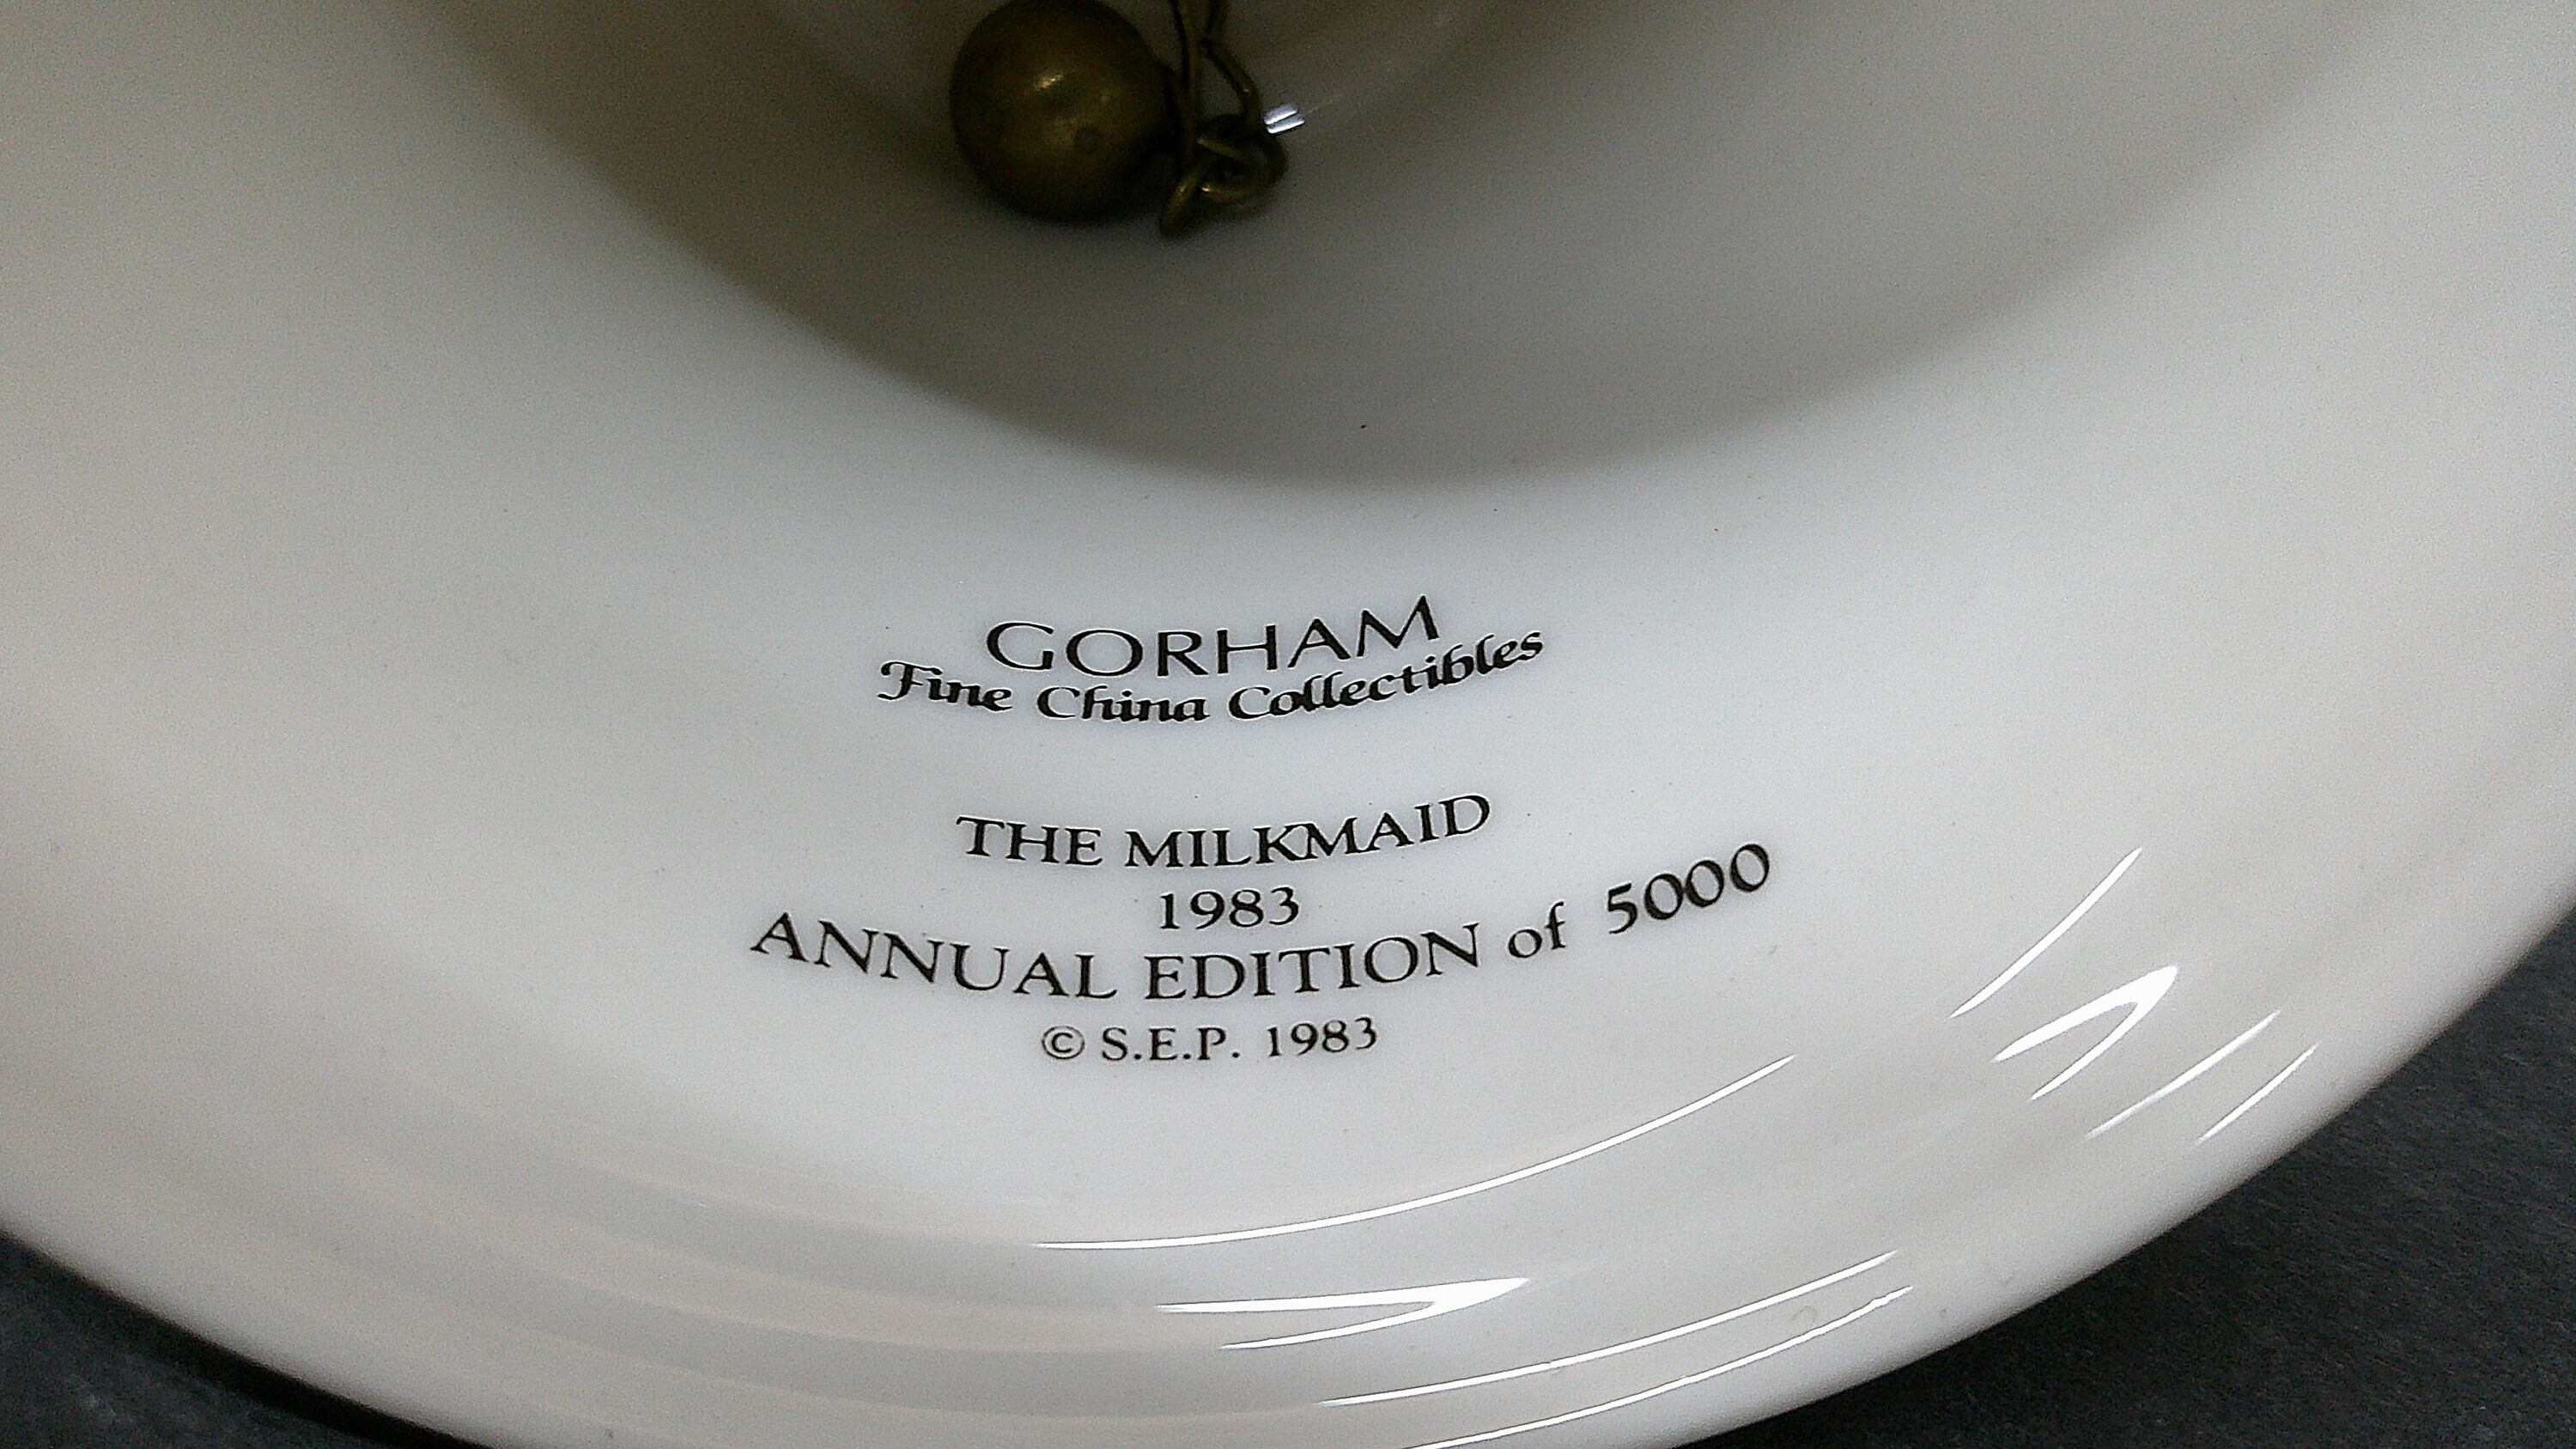 GORHAM
Fine China Collectibles
THE MILKMAID
1983
ANNUAL EDITION of 5000
© S.E.P. 1983